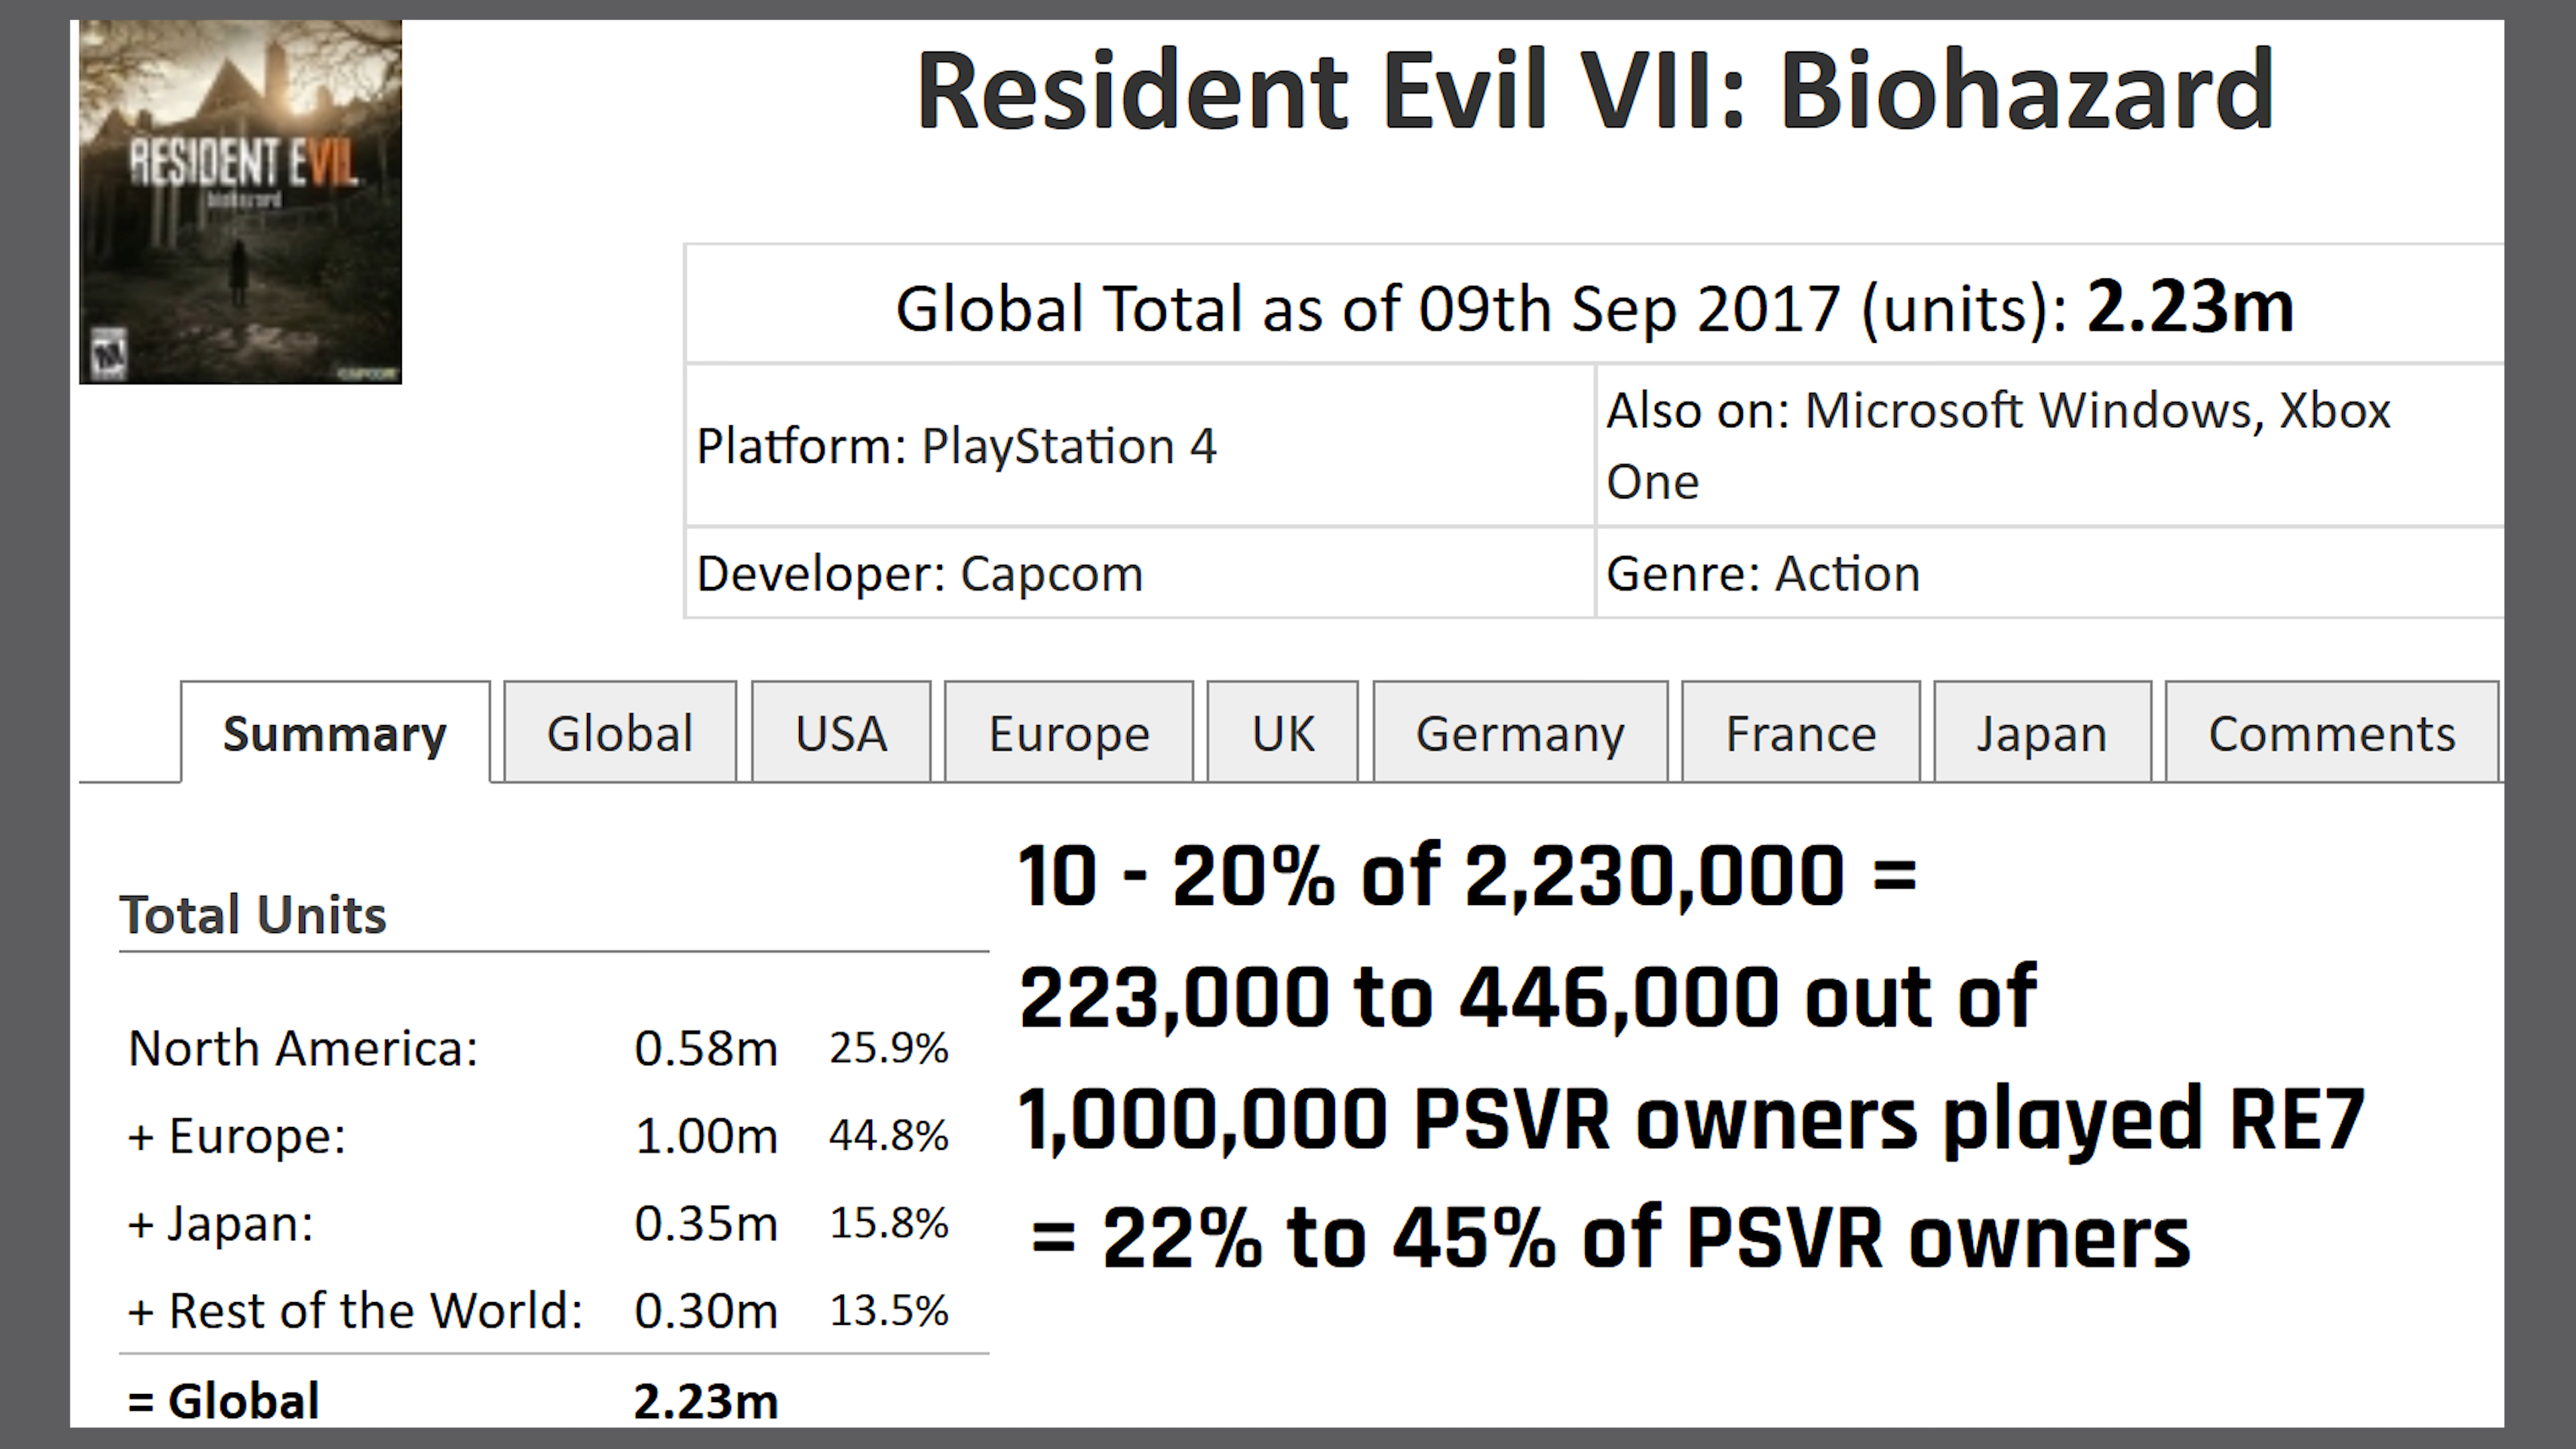 RESIDENT EVII.
biohazard
CAPCOM
Resident Evil VII: Biohazard
Global Total as of 09th Sep 2017 (units): 2.23m
Platform: PlayStation 4
Also on: Microsoft Windows, Xbox
One
Developer: Capcom
Genre: Action
Summary
Global
USA
Europe
UK
Germany
France
Japan
Comments
Total Units
North America: 0.58m 25.9%
+ Europe: 1.00m 44.8%
+ Japan: 0.35m 15.8%
+ Rest of the World: 0.30m 13.5%
= Global 2.23m
10 - 20% of 2,230,000 =
223,000 to 446,000 out of
1,000,000 PSVR owners played RE7
= 22% to 45% of PSVR owners